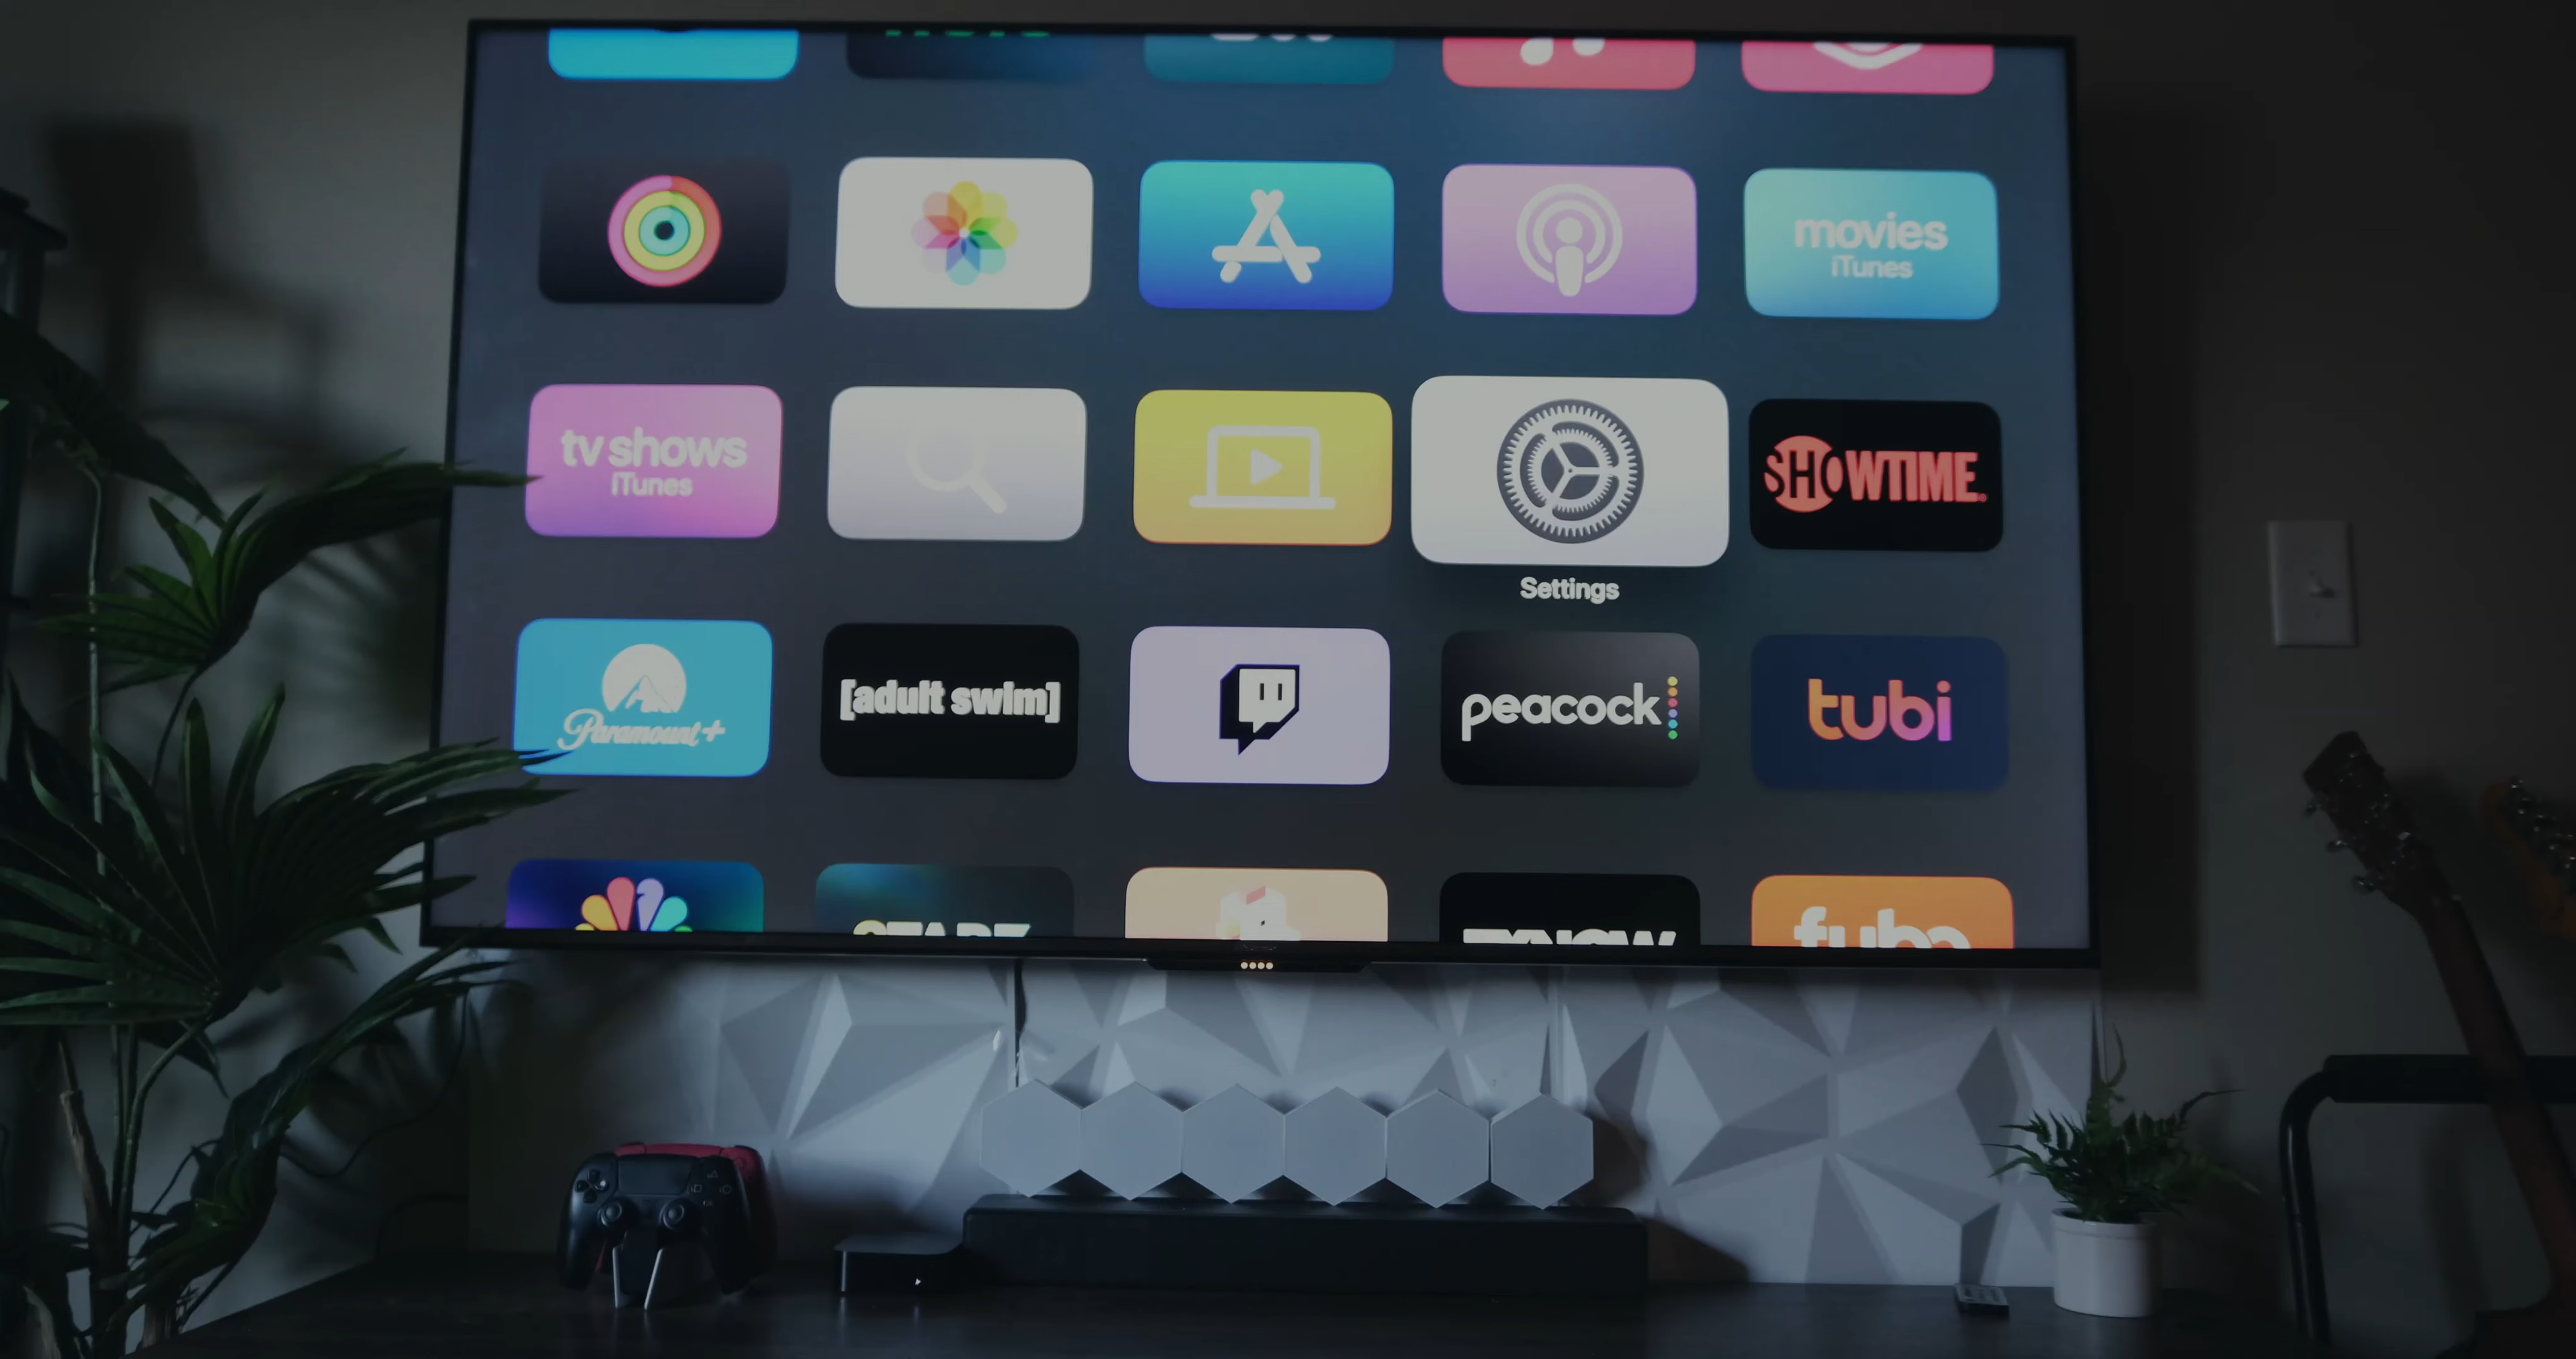 movies
iTunes
tv shows
iTunes
SHOWTIME
Settings
Paramount+
[adult swim]
peacock
tubi